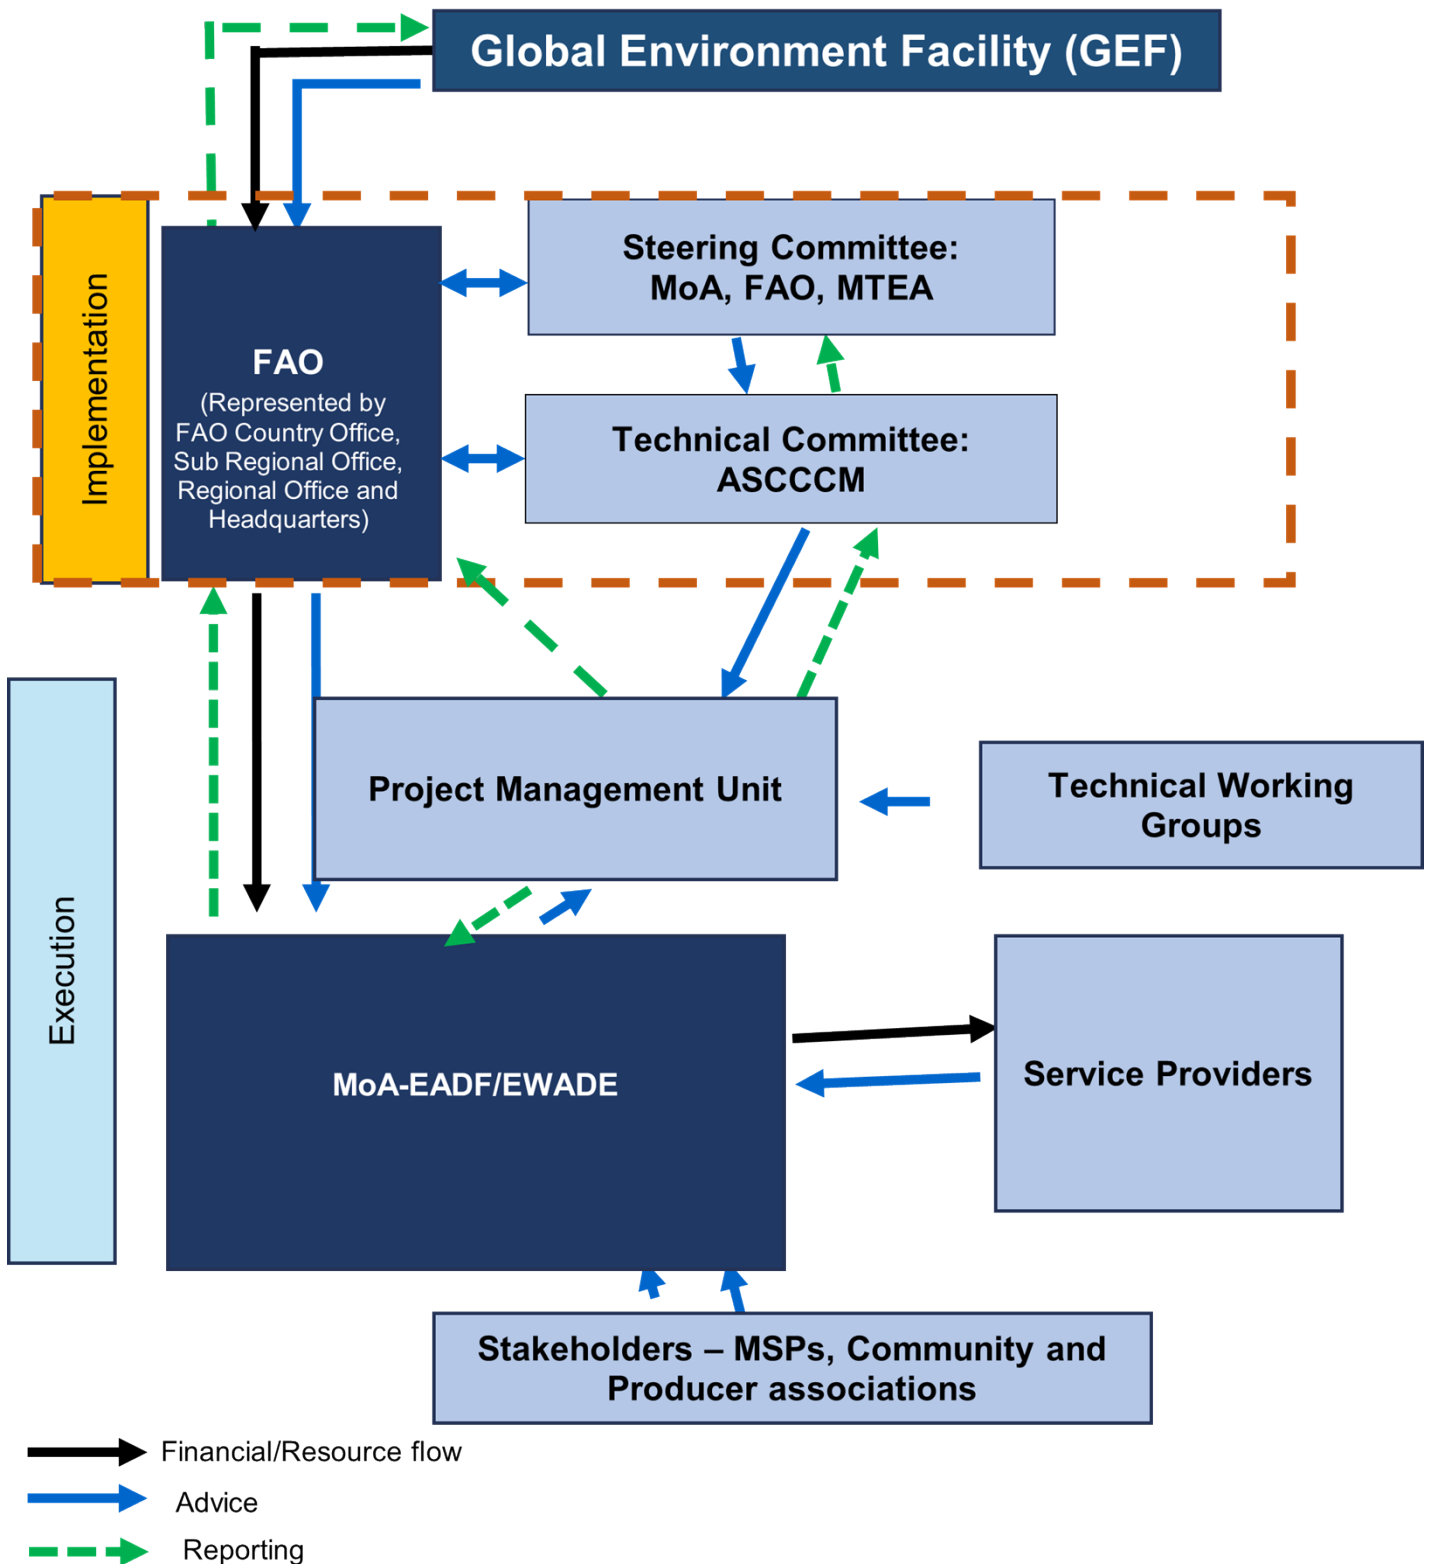 Global Environment Facility (GEF)
Implementation
FAO
(Represented by
FAO Country Office,
Sub Regional Office,
Regional Office and
Headquarters)
Steering Committee:
MoA, FAO, MTEA
Technical Committee:
ASCCCM
Execution
Project Management Unit
Technical Working
Groups
MoA-EADF/EWADE
Service Providers
Stakeholders – MSPs, Community and
Producer associations
Financial/Resource flow
Advice
Reporting